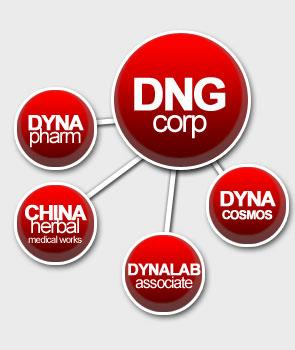 DNG
corp
DYNA
pharm
CHINA
herbal
medical works
DYNALAB
associate
DYNA
COSMOS